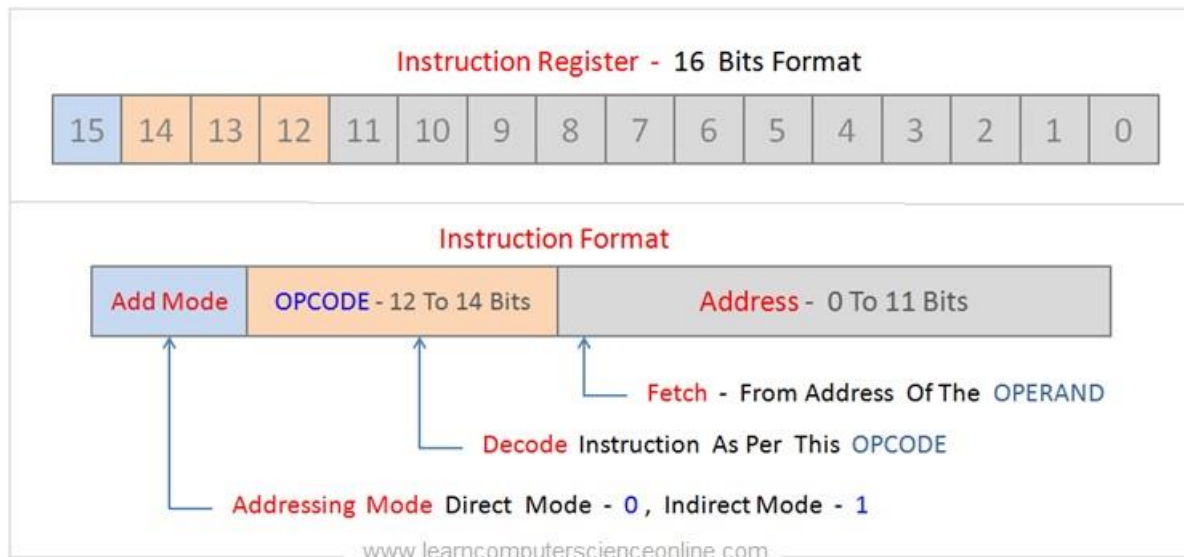 Instruction Register - 16 Bits Format
15 14 13 12 11 10 9 8 7 6 5 4 3 2 1 0
Instruction Format
Add Mode OPCODE - 12 To 14 Bits Address - 0 To 11 Bits
Fetch - From Address Of The OPERAND
Decode Instruction As Per This OPCODE
Addressing Mode Direct Mode - 0 , Indirect Mode - 1
www.learncomputerscienceonline.com